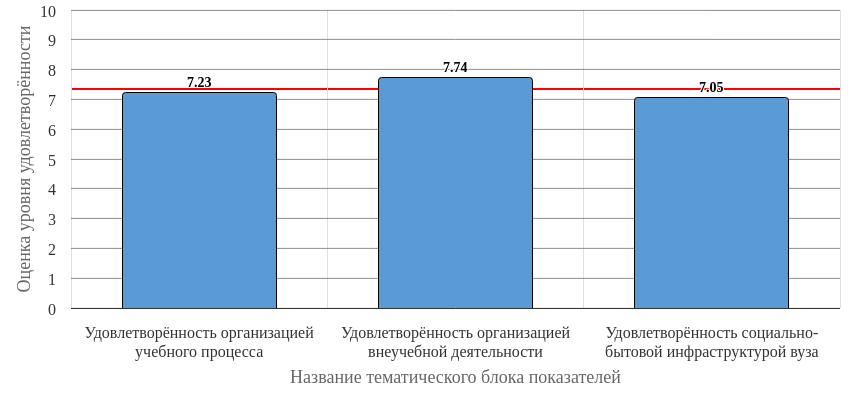 10
9
8
7
6
5
4
3
2
1
0
Оценка уровня удовлетворённости
7.23
7.74
7.05
Удовлетворённость организацией
учебного процесса
Удовлетворённость организацией
внеучебной деятельности
Удовлетворённость социально-
бытовой инфраструктурой вуза
Название тематического блока показателей